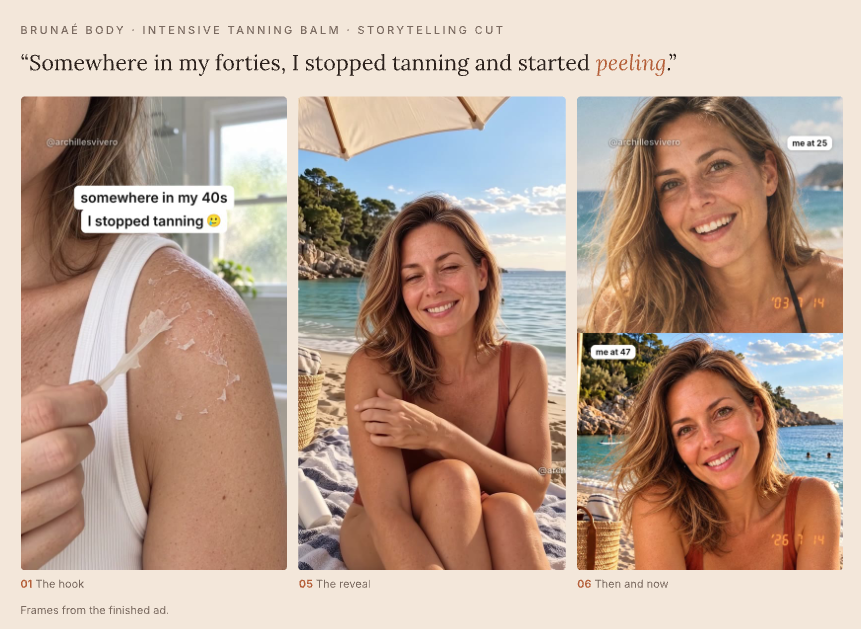 BRUNAÉ BODY · INTENSIVE TANNING BALM · STORYTELLING CUT
“Somewhere in my forties, I stopped tanning and started peeling.”
@archillesvivero
somewhere in my 40s
I stopped tanning 🥲
@archillesvivero
me at 25
'03 7 14
me at 47
'26 7 14
01 The hook
05 The reveal
06 Then and now
Frames from the finished ad.